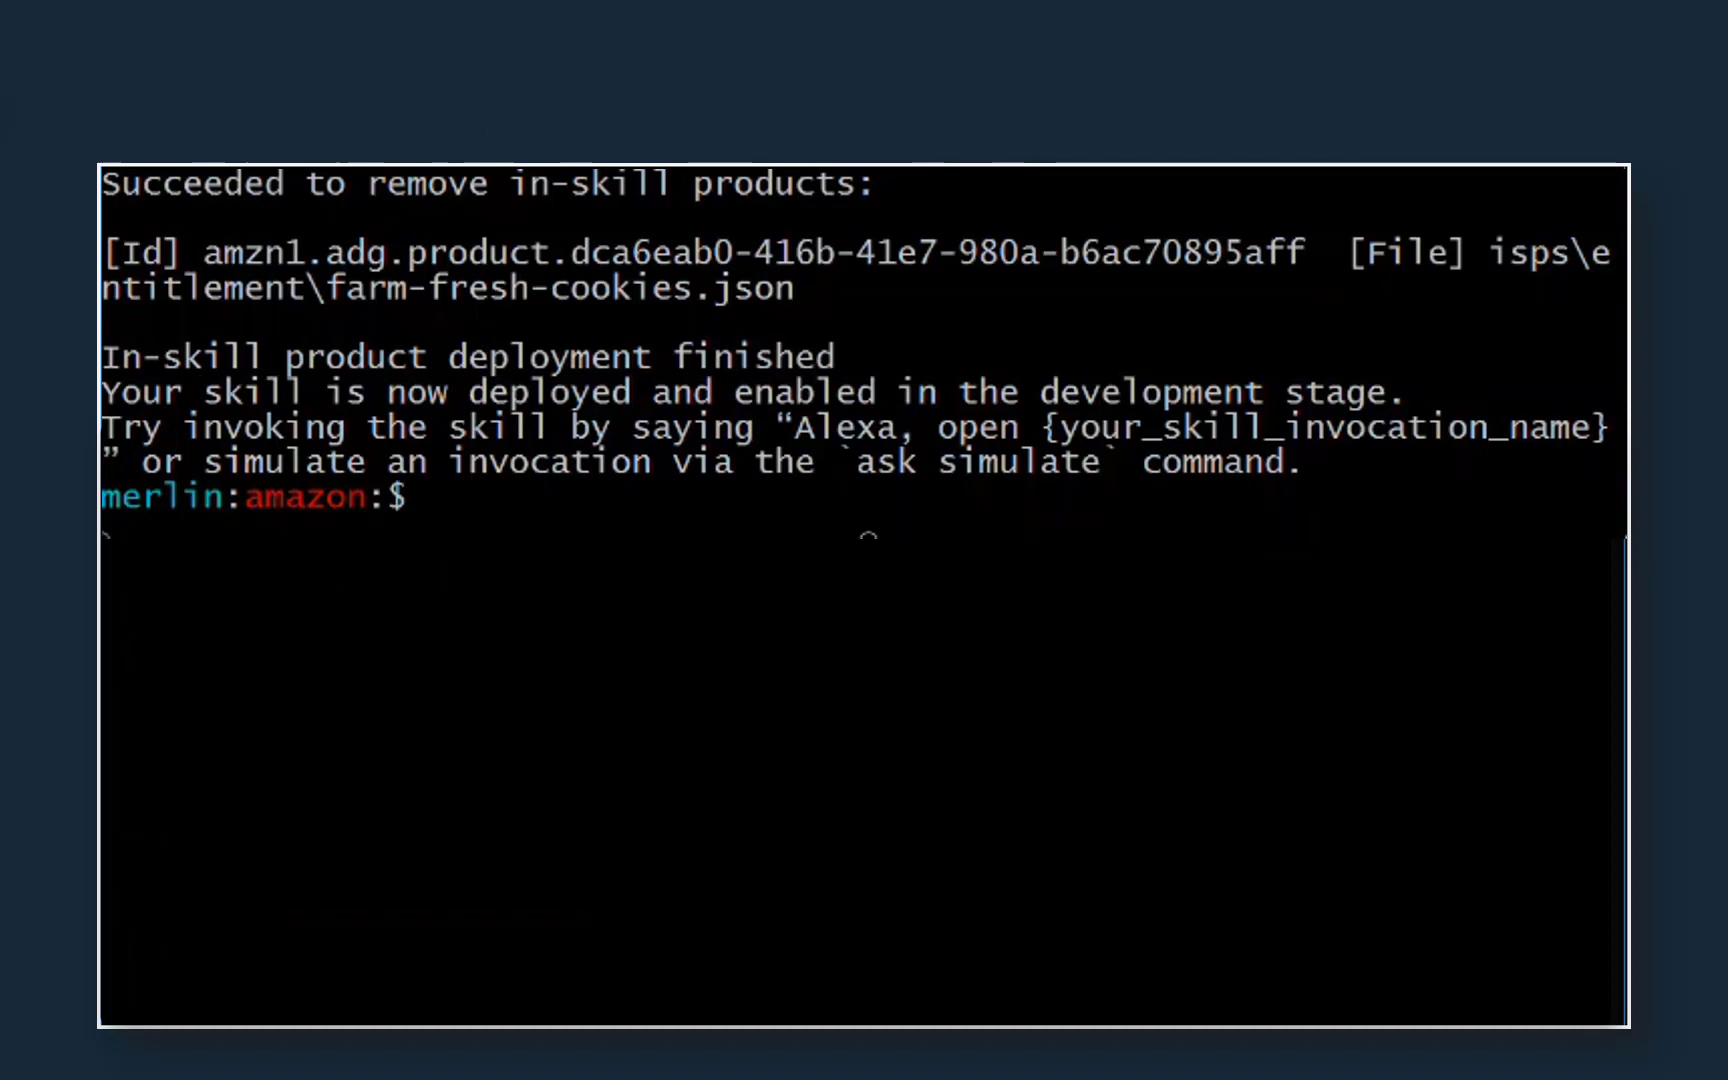 Succeeded to remove in-skill products:
[Id] amzn1.adg.product.dca6eab0-416b-41e7-980a-b6ac70895aff  [File] isps\e
ntitlement\farm-fresh-cookies.json
In-skill product deployment finished
Your skill is now deployed and enabled in the development stage.
Try invoking the skill by saying “Alexa, open {your_skill_invocation_name}
” or simulate an invocation via the `ask simulate` command.
merlin:amazon:$